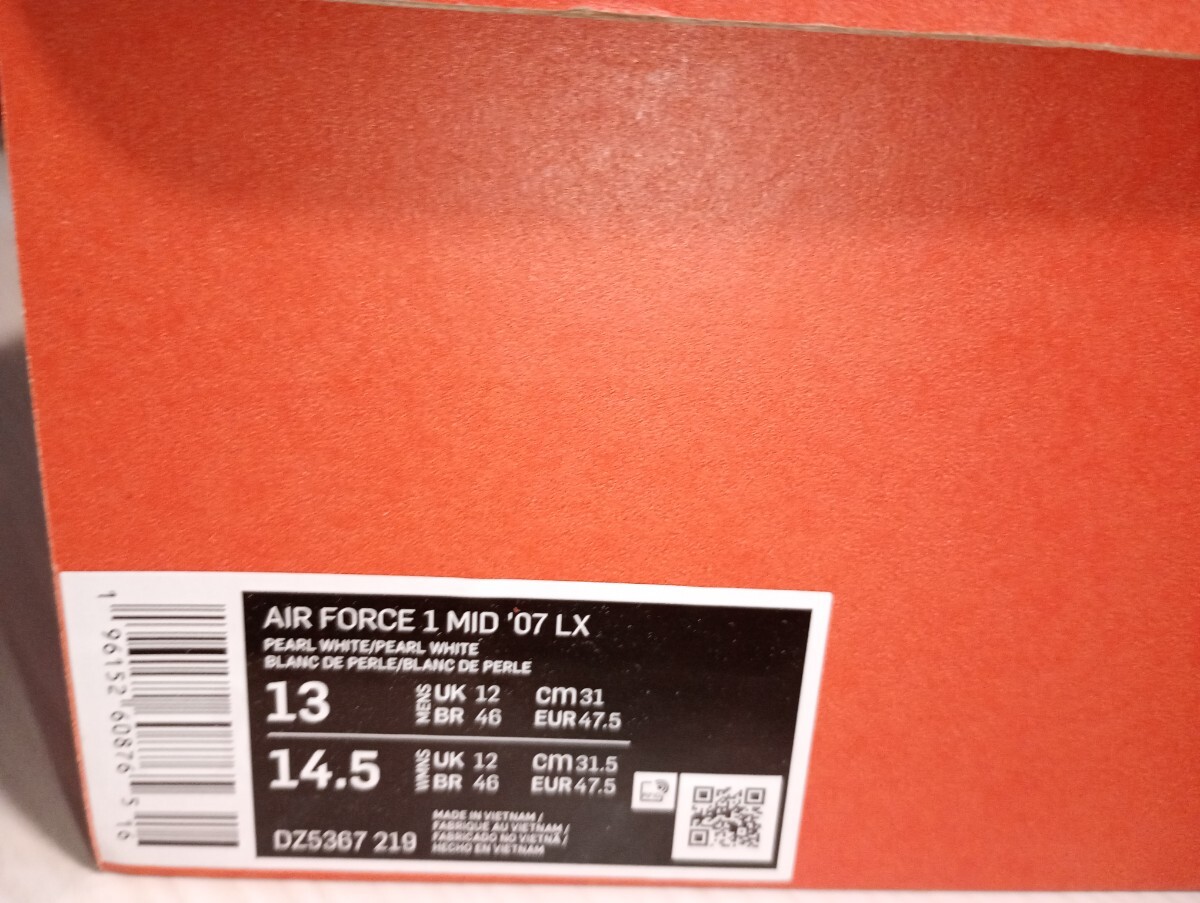 AIR FORCE 1 MID '07 LX
PEARL WHITE/PEARL WHITE
BLANC DE PERLE/BLANC DE PERLE
13 MENS UK 12 cm 31
BR 46 EUR 47.5
14.5 WMNS UK 12 cm 31.5
BR 46 EUR 47.5
DZ5367 219
MADE IN VIETNAM /
FABRIQUE AU VIETNAM /
FABRICADO NO VIETNÃ /
HECHO EN VIETNAM
1 96152 60876 5 16